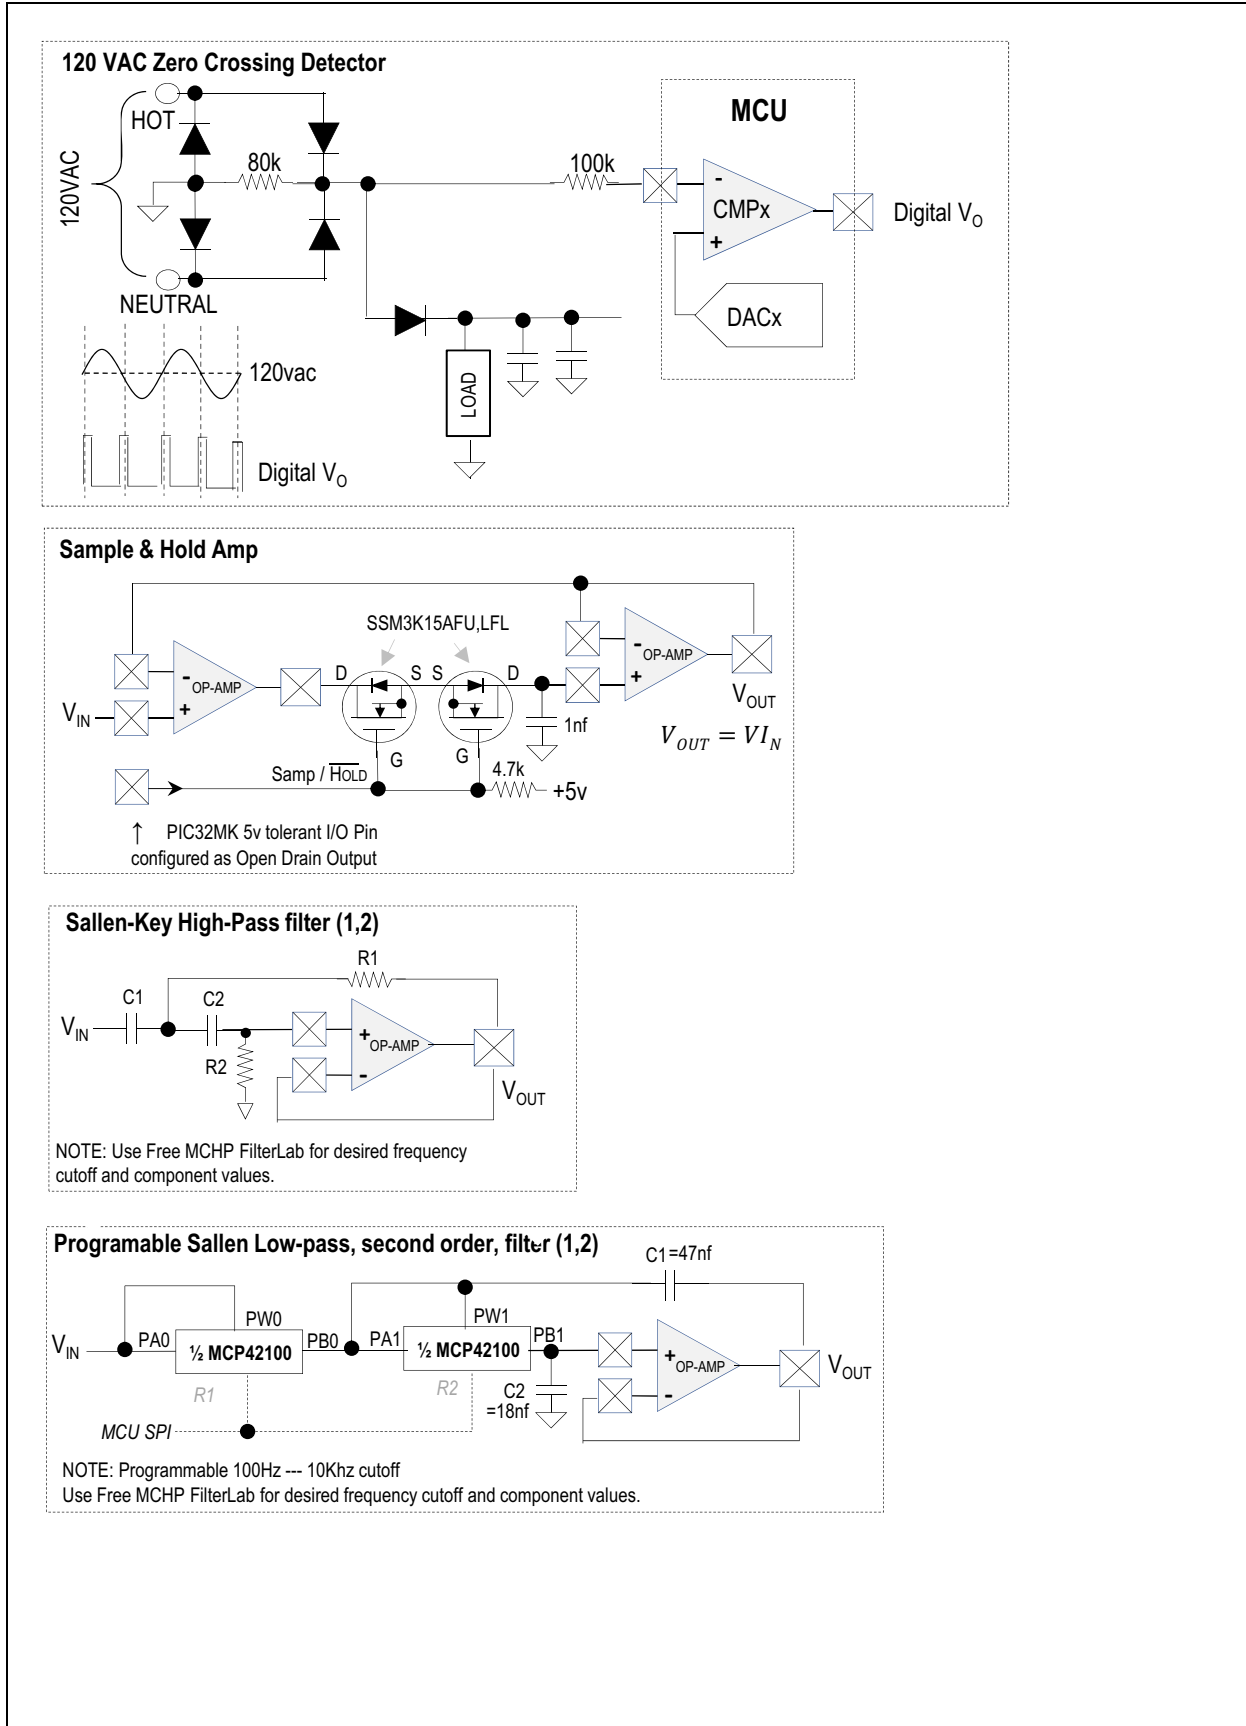 120 VAC Zero Crossing Detector
HOT
120VAC
80k
NEUTRAL
100k
MCU
-
CMPx
+
DACx
Digital VO
LOAD
120vac
Digital VO
Sample & Hold Amp
SSM3K15AFU,LFL
-
OP-AMP
+
VIN
D
S
S
D
G
G
1nf
-
OP-AMP
+
VOUT
VOUT = VIN
Samp / HOLD
4.7k
+5v
↑ PIC32MK 5v tolerant I/O Pin
configured as Open Drain Output
Sallen-Key High-Pass filter (1,2)
R1
C1
C2
VIN
R2
+
OP-AMP
-
VOUT
NOTE: Use Free MCHP FilterLab for desired frequency
cutoff and component values.
Programable Sallen Low-pass, second order, filter (1,2)
C1=47nf
VIN
PA0
PW0
½ MCP42100
PB0
R1
PA1
PW1
½ MCP42100
PB1
R2
C2
=18nf
+
OP-AMP
-
VOUT
MCU SPI
NOTE: Programmable 100Hz --- 10Khz cutoff
Use Free MCHP FilterLab for desired frequency cutoff and component values.